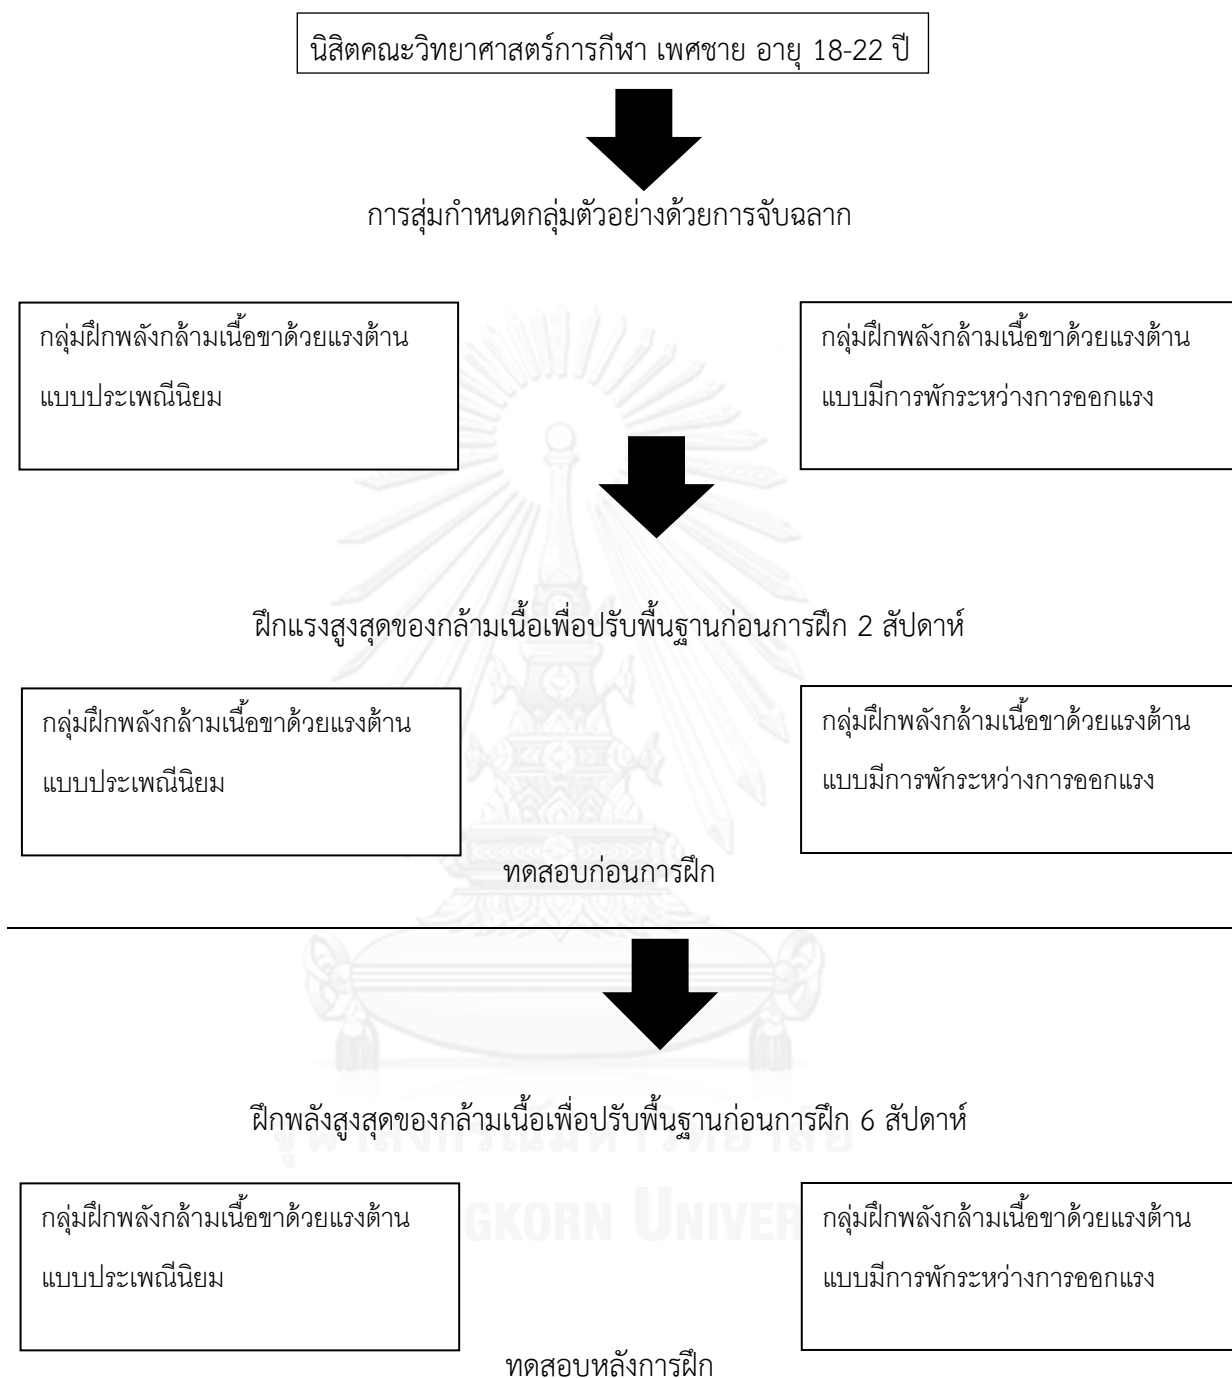 นิสิตคณะวิทยาศาสตร์การกีฬา เพศชาย อายุ 18-22 ปี
การสุ่มกำหนดกลุ่มตัวอย่างด้วยการจับฉลาก
กลุ่มฝึกพลังกล้ามเนื้อขาด้วยแรงต้าน
แบบประเพณีนิยม
กลุ่มฝึกพลังกล้ามเนื้อขาด้วยแรงต้าน
แบบมีการพักระหว่างการออกแรง
ฝึกแรงสูงสุดของกล้ามเนื้อเพื่อปรับพื้นฐานก่อนการฝึก 2 สัปดาห์
กลุ่มฝึกพลังกล้ามเนื้อขาด้วยแรงต้าน
แบบประเพณีนิยม
กลุ่มฝึกพลังกล้ามเนื้อขาด้วยแรงต้าน
แบบมีการพักระหว่างการออกแรง
ทดสอบก่อนการฝึก
ฝึกพลังสูงสุดของกล้ามเนื้อเพื่อปรับพื้นฐานก่อนการฝึก 6 สัปดาห์
จุฬาลงกรณ์มหาวิทยาลัย
GKORN UNIVER
กลุ่มฝึกพลังกล้ามเนื้อขาด้วยแรงต้าน
แบบประเพณีนิยม
กลุ่มฝึกพลังกล้ามเนื้อขาด้วยแรงต้าน
แบบมีการพักระหว่างการออกแรง
ทดสอบหลังการฝึก